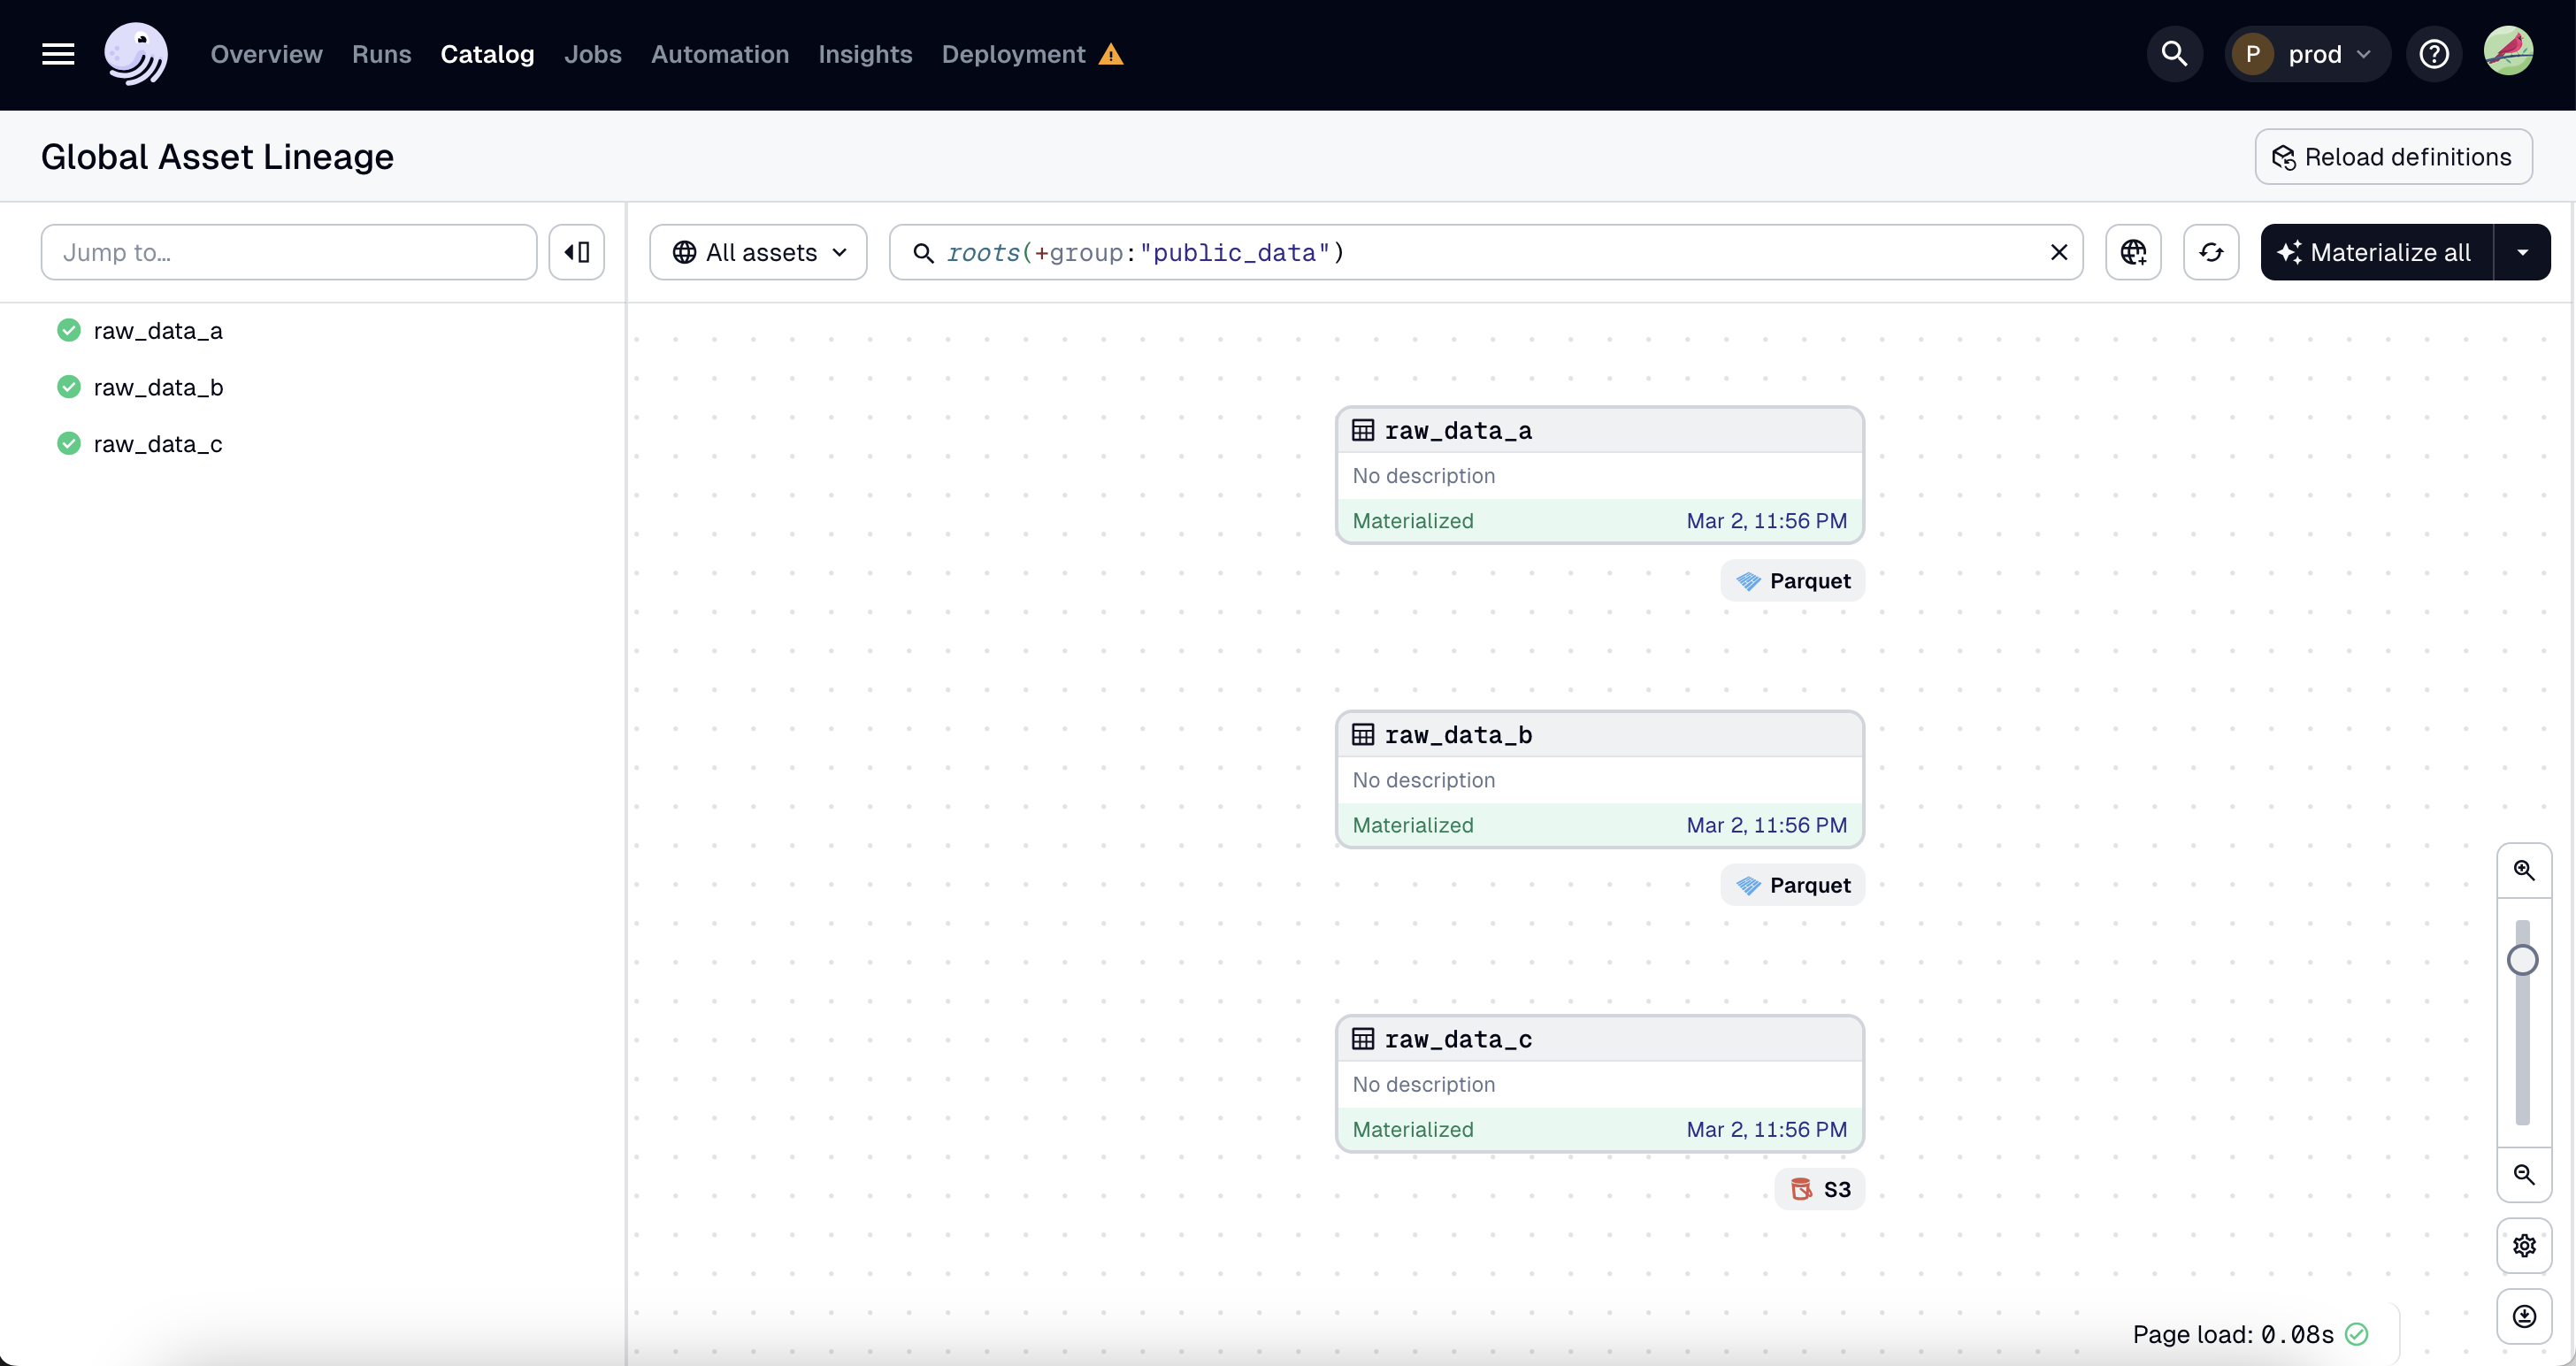 Overview Runs Catalog Jobs Automation Insights Deployment
P prod
Global Asset Lineage
Reload definitions
Jump to…
All assets
roots(+group:"public_data")
Materialize all
raw_data_a
raw_data_b
raw_data_c
raw_data_a
No description
Materialized Mar 2, 11:56 PM
Parquet
raw_data_b
No description
Materialized Mar 2, 11:56 PM
Parquet
raw_data_c
No description
Materialized Mar 2, 11:56 PM
S3
Page load: 0.08s